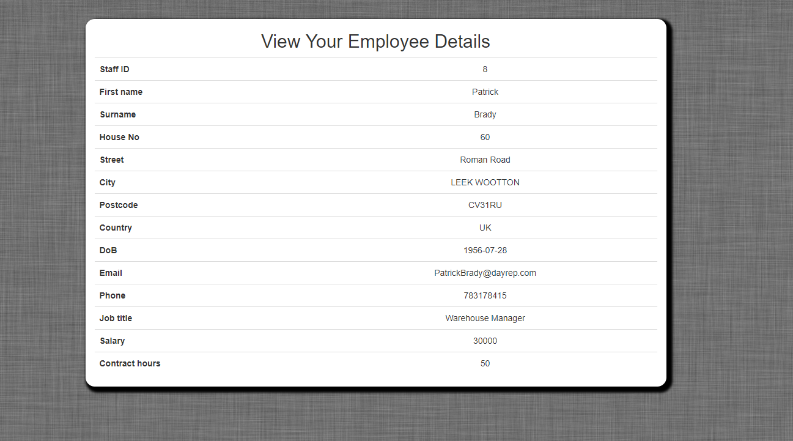 View Your Employee Details
Staff ID 8
First name Patrick
Surname Brady
House No 60
Street Roman Road
City LEEK WOOTTON
Postcode CV31RU
Country UK
DoB 1956-07-28
Email PatrickBrady@dayrep.com
Phone 783178415
Job title Warehouse Manager
Salary 30000
Contract hours 50